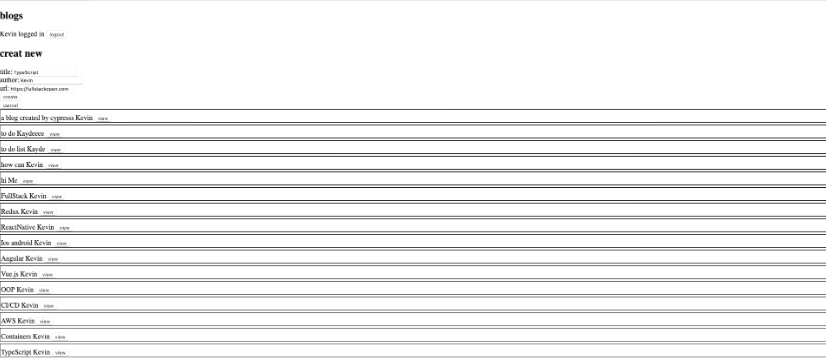 blogs
Kevin logged in logout
creat new
title: TypeScript
author: Kevin
url: https://fullstackopen.com
create
cancel
a blog created by cypresss Kevin view
to do Kaydeeee view
to do list Kayde view
how can Kevin view
hi Me view
FullStack Kevin view
Redux Kevin view
ReactNative Kevin view
Ios android Kevin view
Angular Kevin view
Vue.js Kevin view
OOP Kevin view
CI/CD Kevin view
AWS Kevin view
Containers Kevin view
TypeScript Kevin view